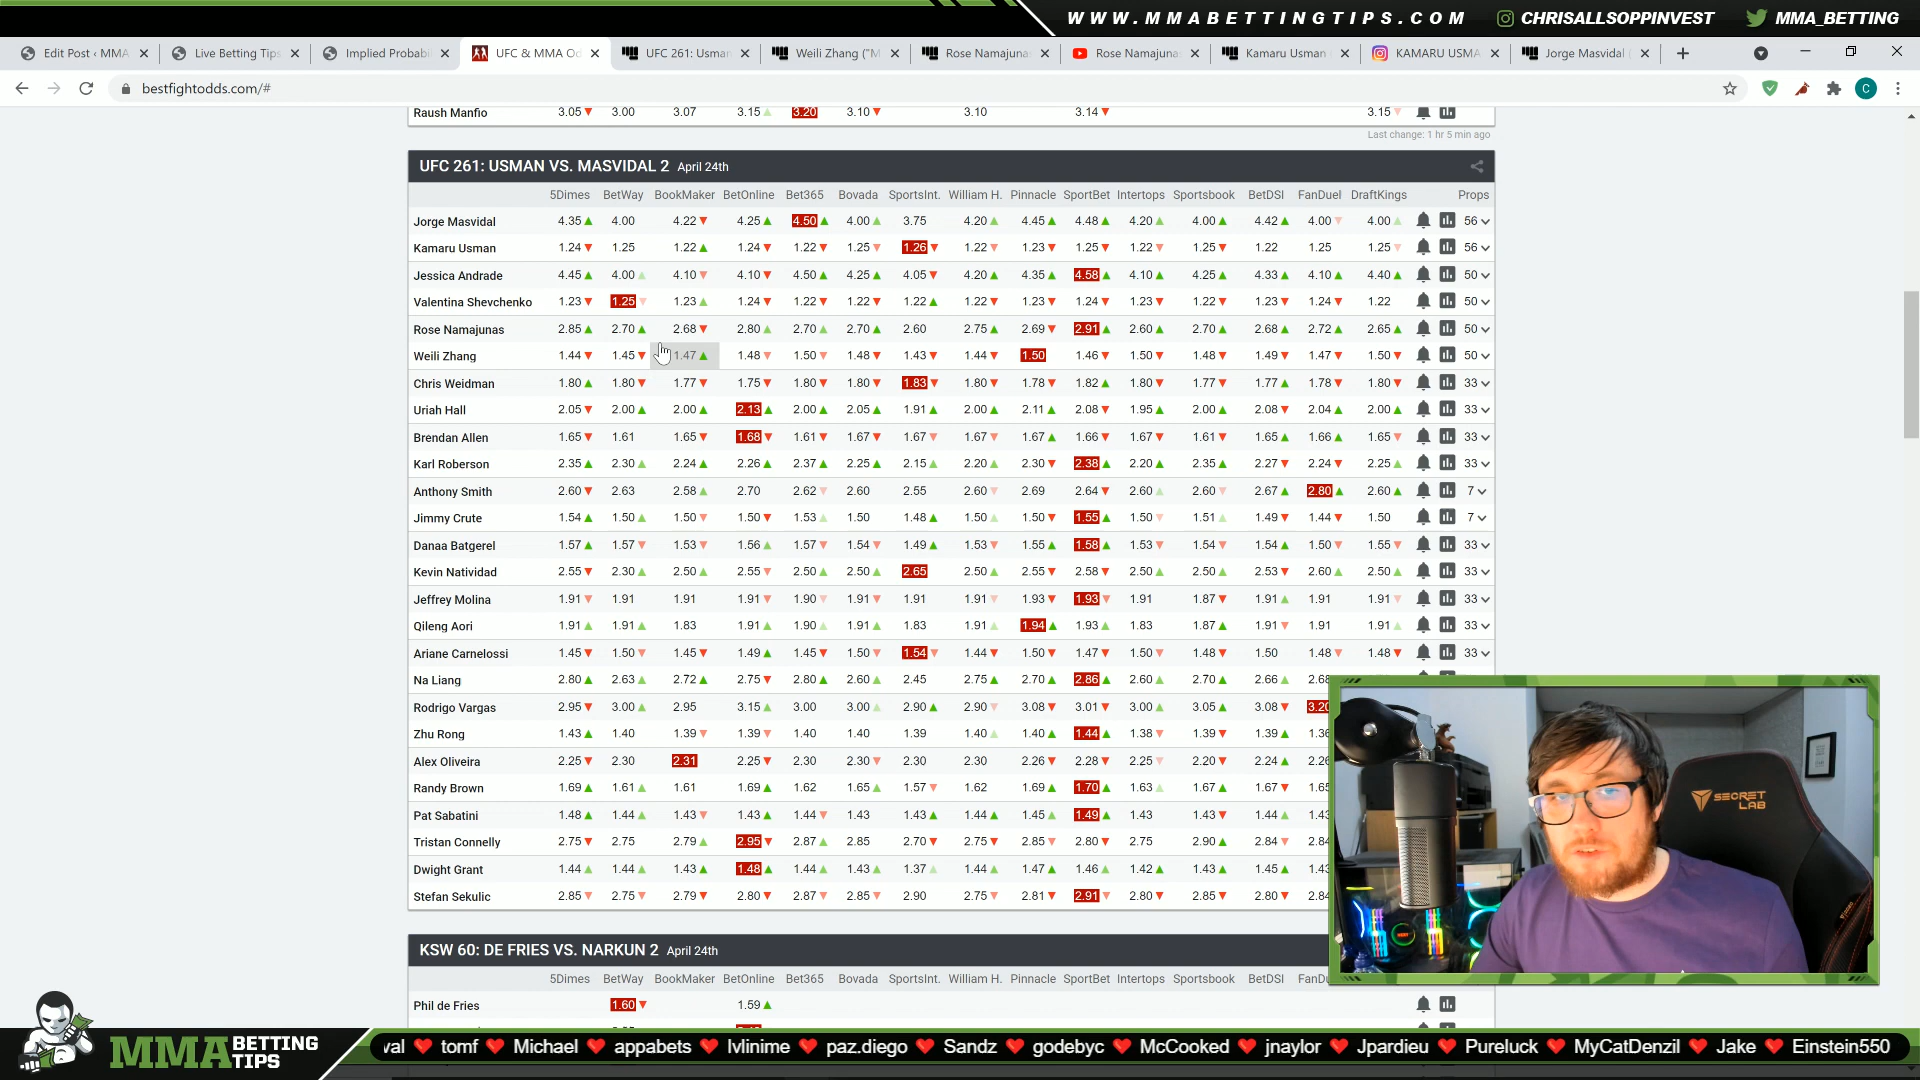 WWW.MMABETTINGTIPS.COM CHRISALLSOPPINVEST MMA_BETTING
Edit Post ‹ MMA Live Betting Tips Implied Probabi UFC & MMA Od UFC 261: Usman Weili Zhang ("M Rose Namajuna Rose Namajuna Kamaru Usman KAMARU USMA Jorge Masvidal
bestfightodds.com/#
Raush Manfio 3.05 3.00 3.07 3.15 3.20 3.10 3.10 3.14 3.15
Last change: 1 hr 5 min ago
UFC 261: USMAN VS. MASVIDAL 2 April 24th
5Dimes BetWay BookMaker BetOnline Bet365 Bovada SportsInt. William H. Pinnacle SportBet Intertops Sportsbook BetDSI FanDuel DraftKings Props
Jorge Masvidal 4.35 4.00 4.22 4.25 4.50 4.00 3.75 4.20 4.45 4.48 4.20 4.00 4.42 4.00 4.00 56
Kamaru Usman 1.24 1.25 1.22 1.24 1.22 1.25 1.26 1.22 1.23 1.25 1.22 1.25 1.22 1.25 1.25 56
Jessica Andrade 4.45 4.00 4.10 4.10 4.50 4.25 4.05 4.20 4.35 4.58 4.10 4.25 4.33 4.10 4.40 50
Valentina Shevchenko 1.23 1.25 1.23 1.24 1.22 1.22 1.22 1.22 1.23 1.24 1.23 1.22 1.23 1.24 1.22 50
Rose Namajunas 2.85 2.70 2.68 2.80 2.70 2.70 2.60 2.75 2.69 2.91 2.60 2.70 2.68 2.72 2.65 50
Weili Zhang 1.44 1.45 1.47 1.48 1.50 1.48 1.43 1.44 1.50 1.46 1.50 1.48 1.49 1.47 1.50 50
Chris Weidman 1.80 1.80 1.77 1.75 1.80 1.80 1.83 1.80 1.78 1.82 1.80 1.77 1.77 1.78 1.80 33
Uriah Hall 2.05 2.00 2.00 2.13 2.00 2.05 1.91 2.00 2.11 2.08 1.95 2.00 2.08 2.04 2.00 33
Brendan Allen 1.65 1.61 1.65 1.68 1.61 1.67 1.67 1.67 1.67 1.66 1.67 1.61 1.65 1.66 1.65 33
Karl Roberson 2.35 2.30 2.24 2.26 2.37 2.25 2.15 2.20 2.30 2.38 2.20 2.35 2.27 2.24 2.25 33
Anthony Smith 2.60 2.63 2.58 2.70 2.62 2.60 2.55 2.60 2.69 2.64 2.60 2.60 2.67 2.80 2.60 7
Jimmy Crute 1.54 1.50 1.50 1.50 1.53 1.50 1.48 1.50 1.50 1.55 1.50 1.51 1.49 1.44 1.50 7
Danaa Batgerel 1.57 1.57 1.53 1.56 1.57 1.54 1.49 1.53 1.55 1.58 1.53 1.54 1.54 1.50 1.55 33
Kevin Natividad 2.55 2.30 2.50 2.55 2.50 2.50 2.65 2.50 2.55 2.58 2.50 2.50 2.53 2.60 2.50 33
Jeffrey Molina 1.91 1.91 1.91 1.91 1.90 1.91 1.91 1.91 1.93 1.93 1.91 1.87 1.91 1.91 1.91 33
Qileng Aori 1.91 1.91 1.83 1.91 1.90 1.91 1.83 1.91 1.94 1.93 1.83 1.87 1.91 1.91 1.91 33
Ariane Carnelossi 1.45 1.50 1.45 1.49 1.45 1.50 1.54 1.44 1.50 1.47 1.50 1.48 1.50 1.48 1.48 33
Na Liang 2.80 2.63 2.72 2.75 2.80 2.60 2.45 2.75 2.70 2.86 2.60 2.70 2.66 2.68
Rodrigo Vargas 2.95 3.00 2.95 3.15 3.00 3.00 2.90 2.90 3.08 3.01 3.00 3.05 3.08 3.20
Zhu Rong 1.43 1.40 1.39 1.39 1.40 1.40 1.39 1.40 1.40 1.44 1.38 1.39 1.39 1.36
Alex Oliveira 2.25 2.30 2.31 2.25 2.30 2.30 2.30 2.30 2.26 2.28 2.25 2.20 2.24 2.26
Randy Brown 1.69 1.61 1.61 1.69 1.62 1.65 1.57 1.62 1.69 1.70 1.63 1.67 1.67 1.65
Pat Sabatini 1.48 1.44 1.43 1.43 1.44 1.43 1.43 1.44 1.45 1.49 1.43 1.43 1.44 1.43
Tristan Connelly 2.75 2.75 2.79 2.95 2.87 2.85 2.70 2.75 2.85 2.80 2.75 2.90 2.84 2.84
Dwight Grant 1.44 1.44 1.43 1.48 1.44 1.43 1.37 1.44 1.47 1.46 1.42 1.43 1.45 1.43
Stefan Sekulic 2.85 2.75 2.79 2.80 2.87 2.85 2.90 2.75 2.81 2.91 2.80 2.85 2.80 2.84
KSW 60: DE FRIES VS. NARKUN 2 April 24th
5Dimes BetWay BookMaker BetOnline Bet365 Bovada SportsInt. William H. Pinnacle SportBet Intertops Sportsbook BetDSI
Phil de Fries 1.60 1.59
SECRET LAB
MMA BETTING TIPS
val tomf Michael appabets lvlinime paz.diego Sandz godebyc McCooked jnaylor Jpardieu Pureluck MyCatDenzil Jake Einstein550